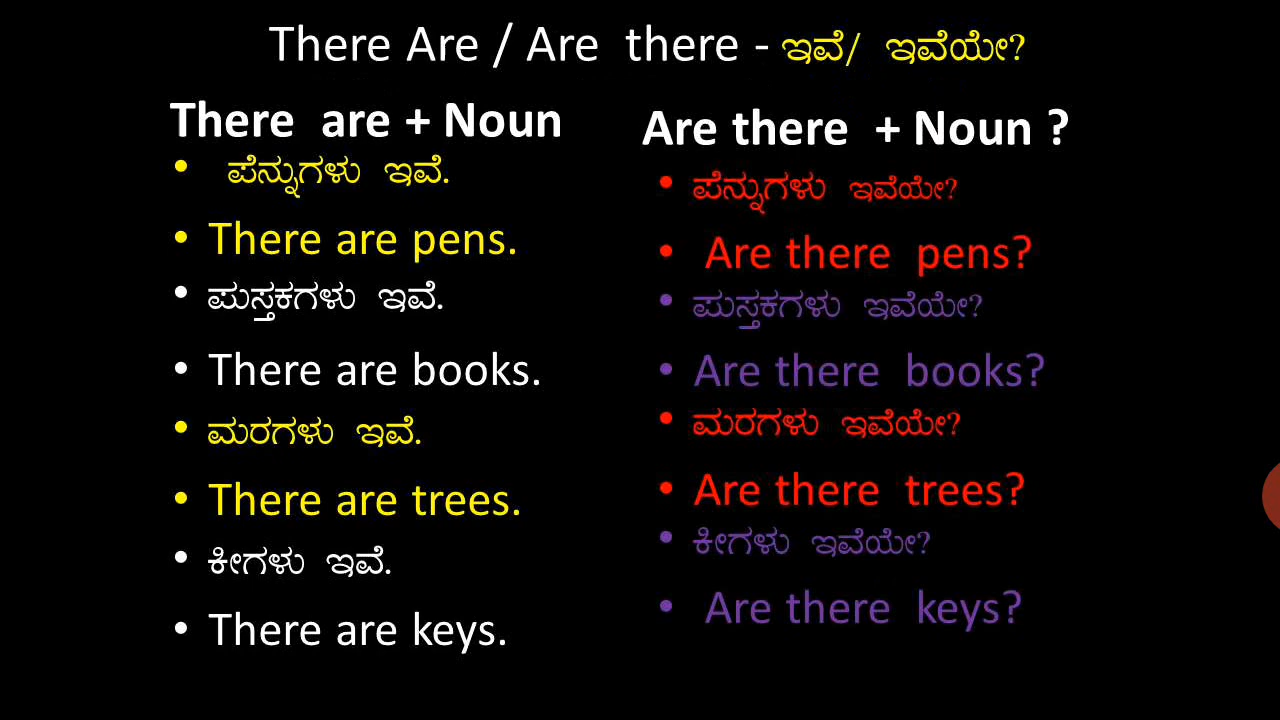 There Are / Are there - ಇವೆ/ ಇವೆಯೇ?
There are + Noun
• ಪೆನ್ನುಗಳು ಇವೆ.
• There are pens.
• ಪುಸ್ತಕಗಳು ಇವೆ.
• There are books.
• ಮರಗಳು ಇವೆ.
• There are trees.
• ಕೀಗಳು ಇವೆ.
• There are keys.
Are there + Noun ?
• ಪೆನ್ನುಗಳು ಇವೆಯೇ?
• Are there pens?
• ಪುಸ್ತಕಗಳು ಇವೆಯೇ?
• Are there books?
• ಮರಗಳು ಇವೆಯೇ?
• Are there trees?
• ಕೀಗಳು ಇವೆಯೇ?
• Are there keys?